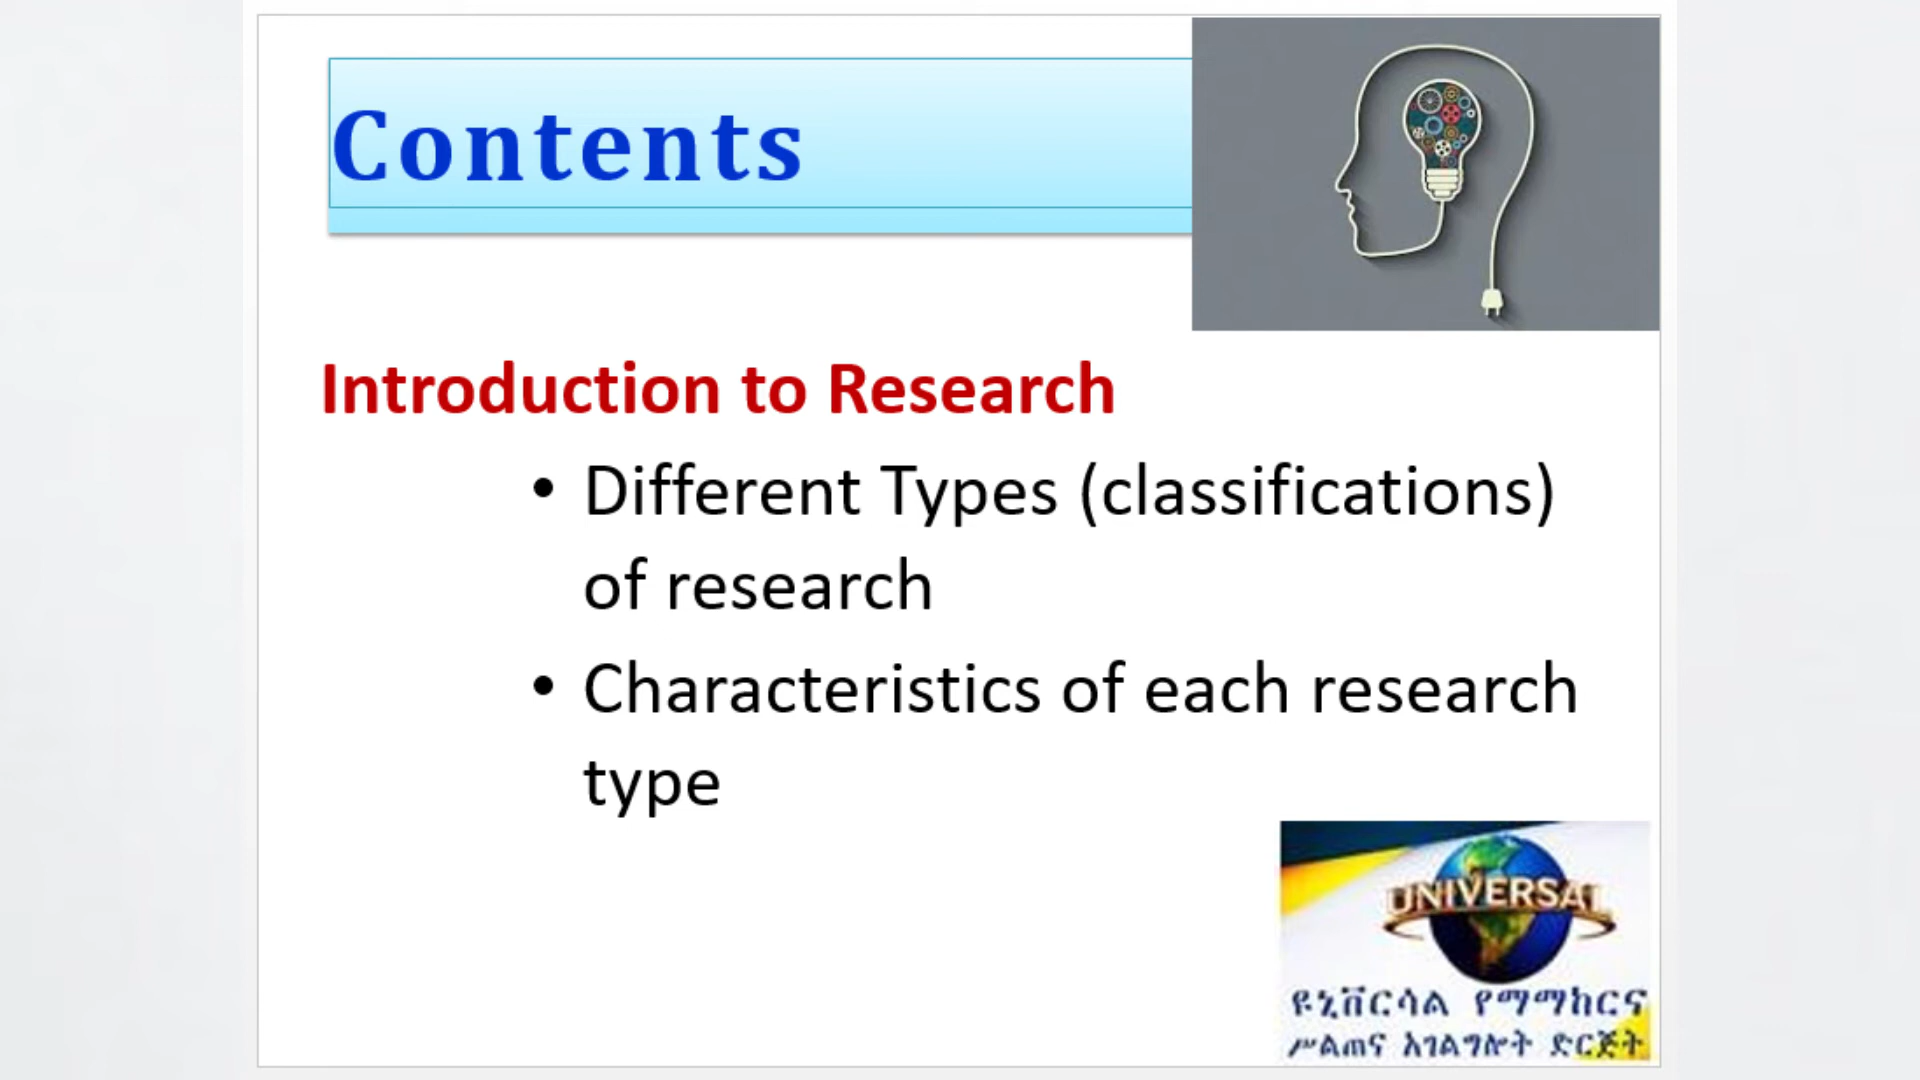 Contents
Introduction to Research
• Different Types (classifications)
of research
• Characteristics of each research
type
UNIVERSAL
ዩኒቨርሳል የማማከርና
ሥልጠና አገልግሎት ድርጅት